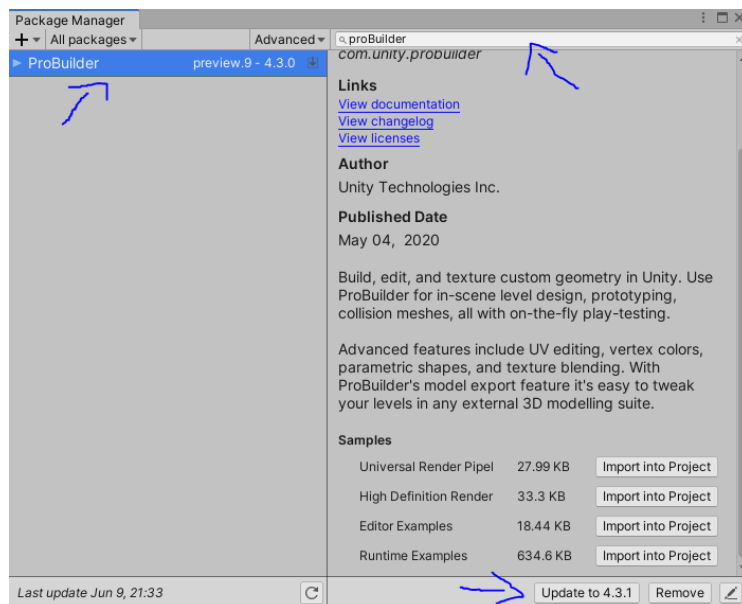 Package Manager
+ All packages Advanced proBuilder
ProBuilder preview.9 - 4.3.0
com.unity.probuilder
Links
View documentation
View changelog
View licenses
Author
Unity Technologies Inc.
Published Date
May 04, 2020
Build, edit, and texture custom geometry in Unity. Use
ProBuilder for in-scene level design, prototyping,
collision meshes, all with on-the-fly play-testing.
Advanced features include UV editing, vertex colors,
parametric shapes, and texture blending. With
ProBuilder's model export feature it's easy to tweak
your levels in any external 3D modelling suite.
Samples
Universal Render Pipel 27.99 KB Import into Project
High Definition Render 33.3 KB Import into Project
Editor Examples 18.44 KB Import into Project
Runtime Examples 634.6 KB Import into Project
Last update Jun 9, 21:33
Update to 4.3.1 Remove